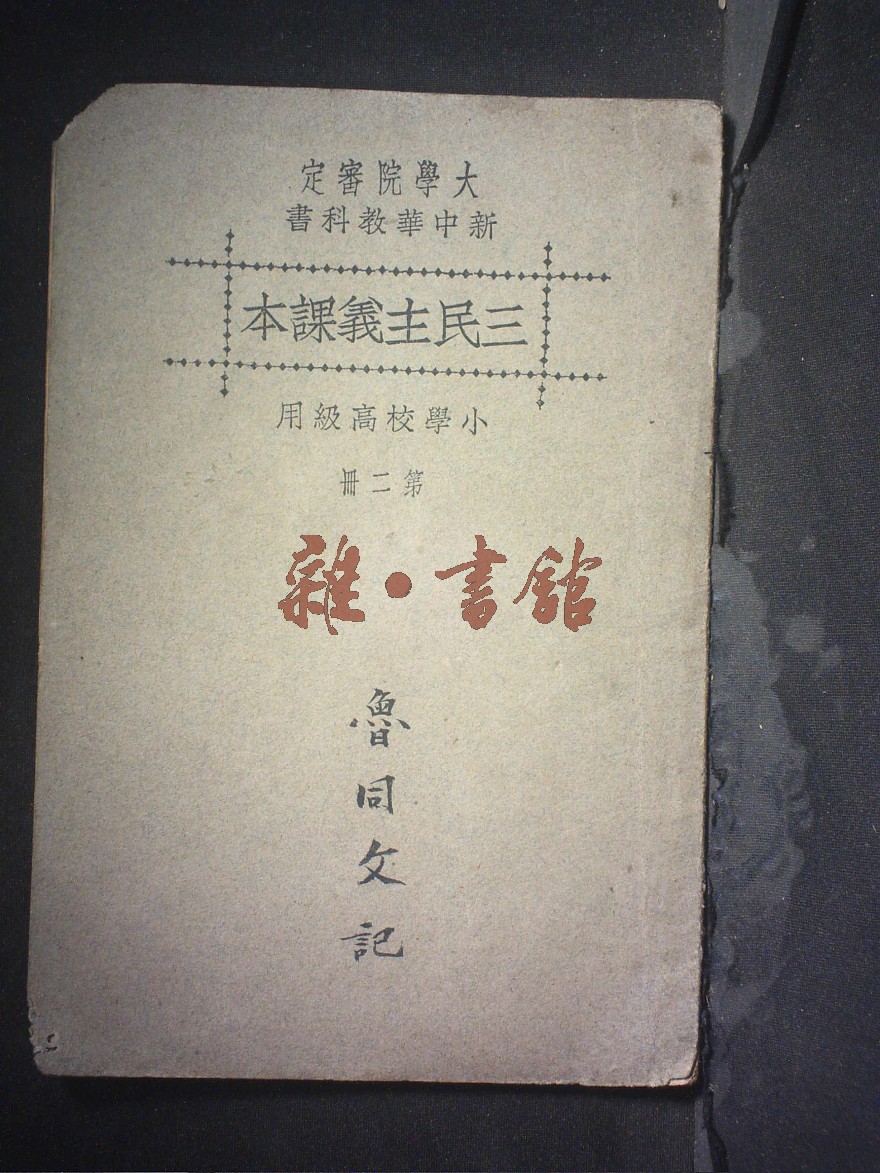 大學院審定
新中華教科書
三民主義課本
小學校高級用
第二冊
雜·書館
魯同文記